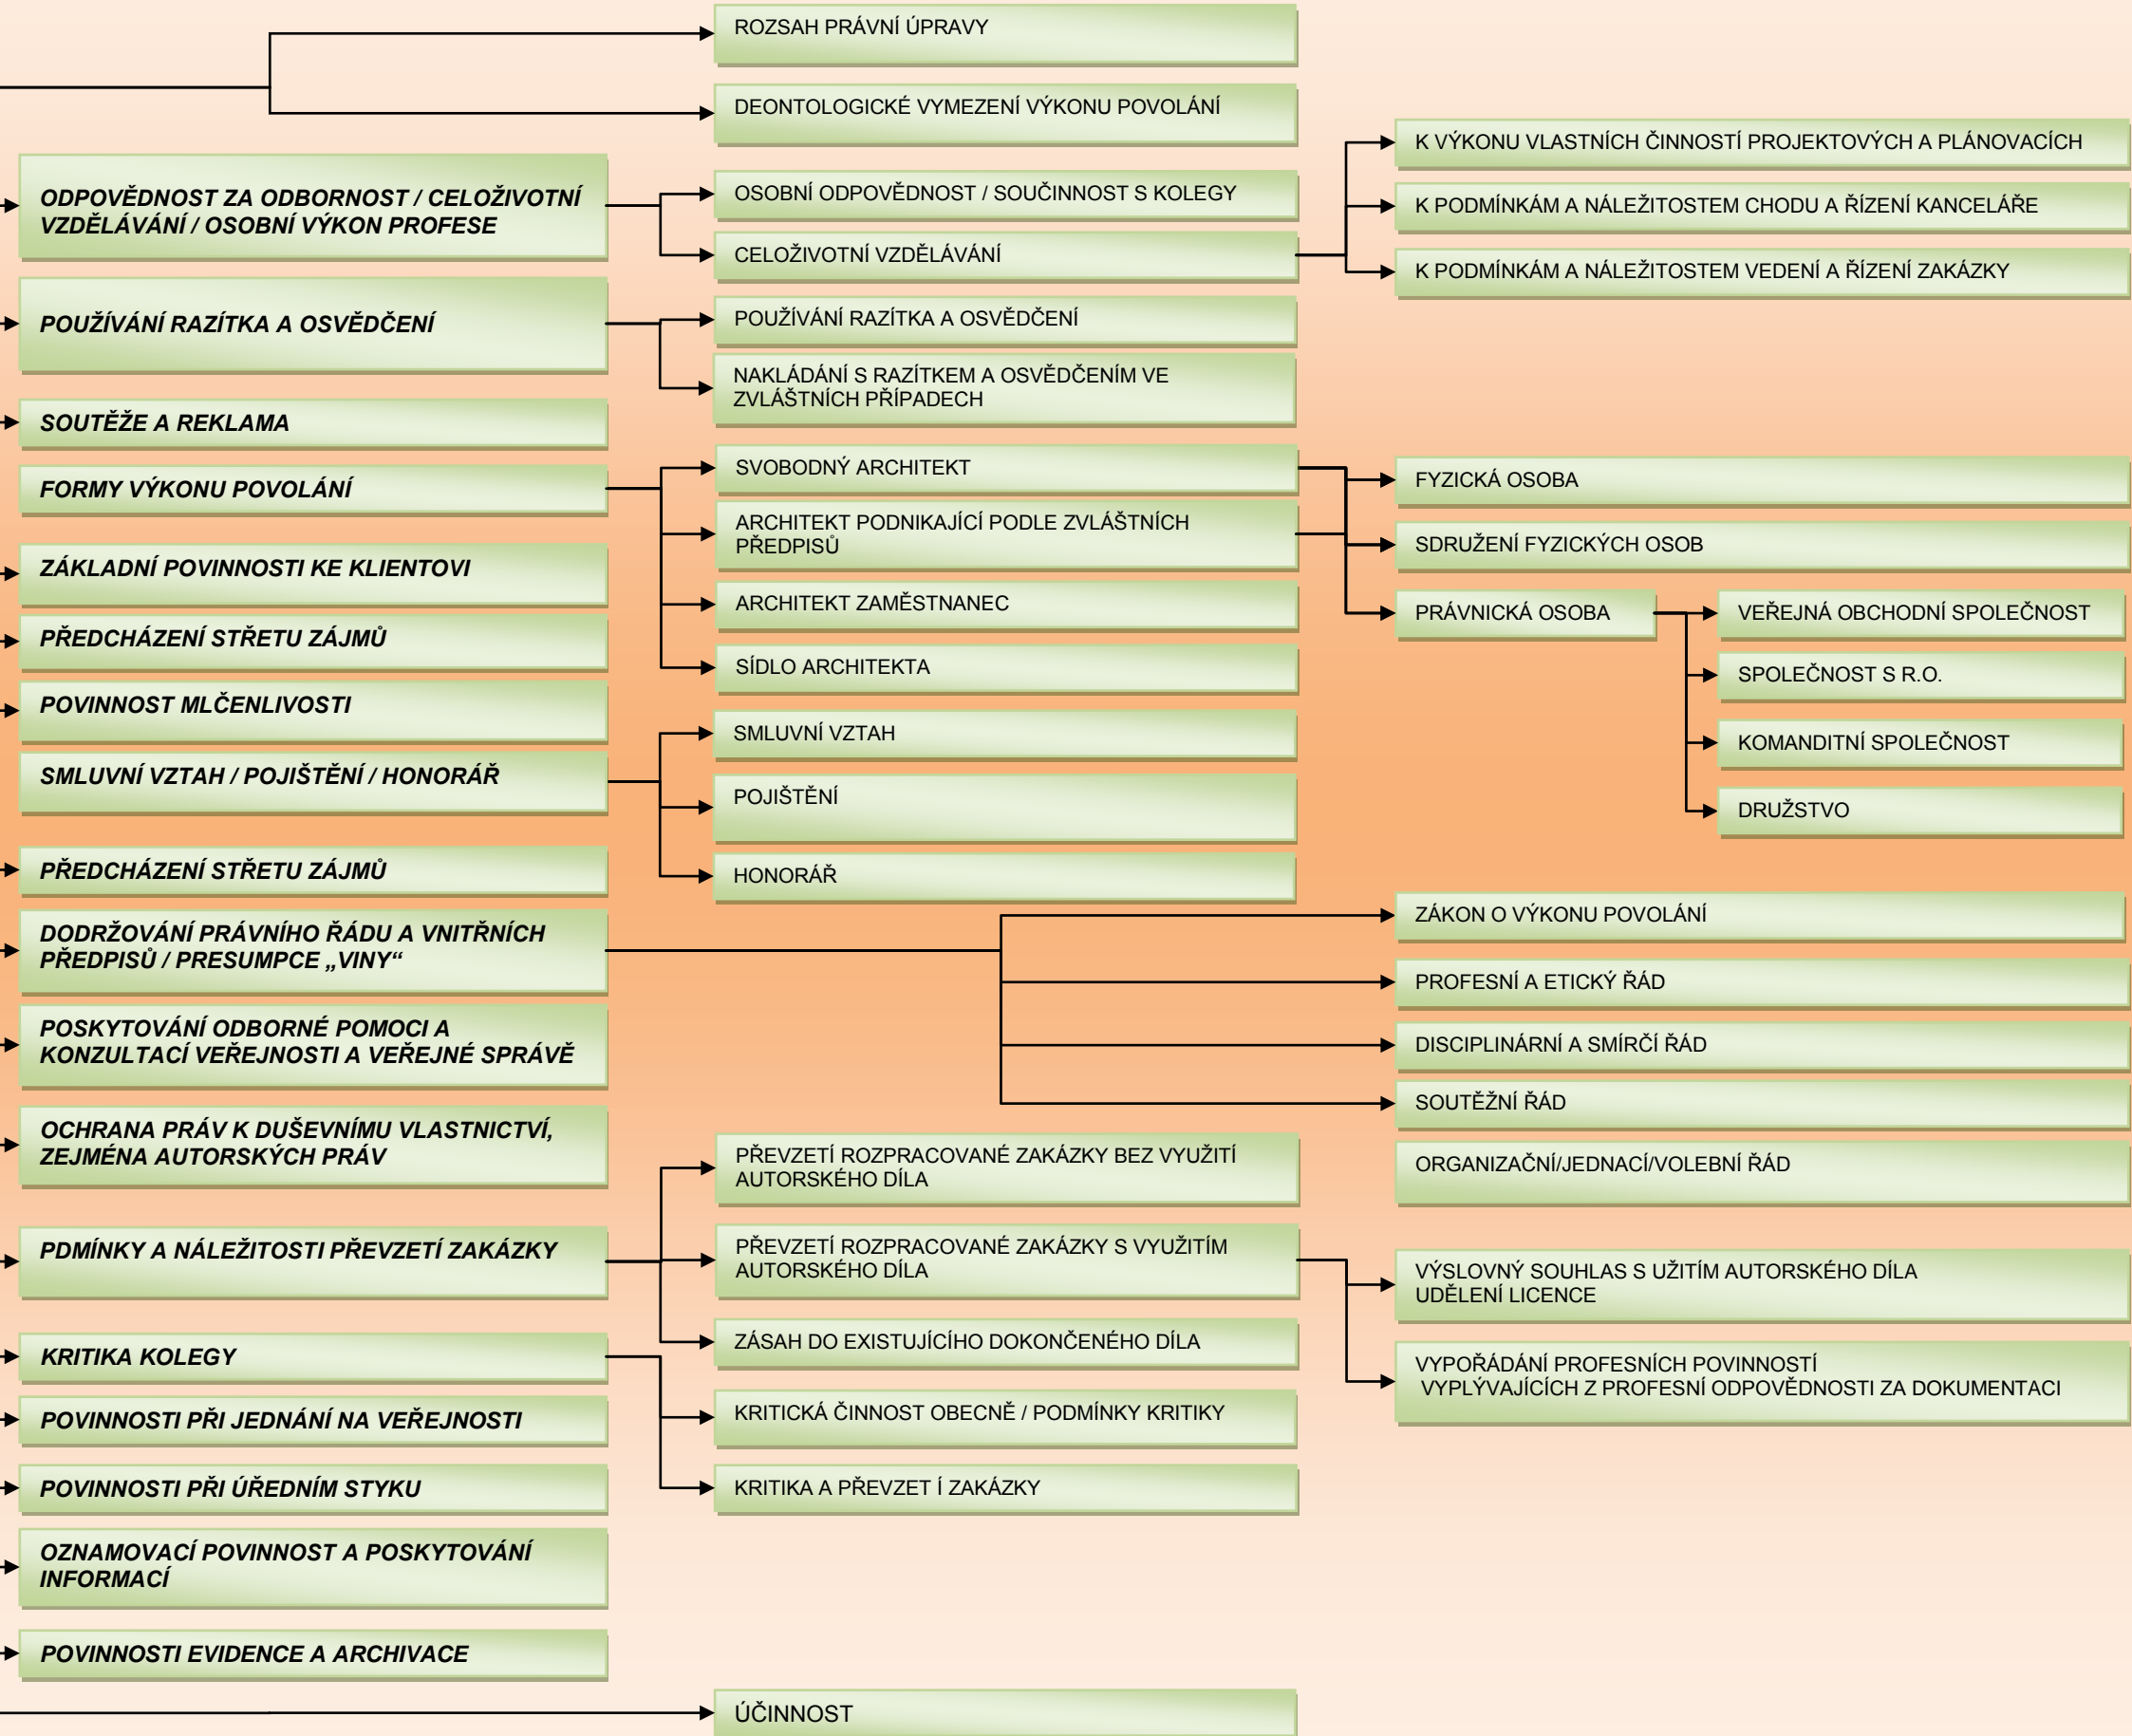 ROZSAH PRÁVNÍ ÚPRAVY
DEONTOLOGICKÉ VYMEZENÍ VÝKONU POVOLÁNÍ
ODPOVĚDNOST ZA ODBORNOST / CELOŽIVOTNÍ
VZDĚLÁVÁNÍ / OSOBNÍ VÝKON PROFESE
OSOBNÍ ODPOVĚDNOST / SOUČINNOST S KOLEGY
CELOŽIVOTNÍ VZDĚLÁVÁNÍ
K VÝKONU VLASTNÍCH ČINNOSTÍ PROJEKTOVÝCH A PLÁNOVACÍCH
K PODMÍNKÁM A NÁLEŽITOSTEM CHODU A ŘÍZENÍ KANCELÁŘE
K PODMÍNKÁM A NÁLEŽITOSTEM VEDENÍ A ŘÍZENÍ ZAKÁZKY
POUŽÍVÁNÍ RAZÍTKA A OSVĚDČENÍ
POUŽÍVÁNÍ RAZÍTKA A OSVĚDČENÍ
NAKLÁDÁNÍ S RAZÍTKEM A OSVĚDČENÍM VE
ZVLÁŠTNÍCH PŘÍPADECH
SOUTĚŽE A REKLAMA
FORMY VÝKONU POVOLÁNÍ
SVOBODNÝ ARCHITEKT
ARCHITEKT PODNIKAJÍCÍ PODLE ZVLÁŠTNÍCH
PŘEDPISŮ
ARCHITEKT ZAMĚSTNANEC
SÍDLO ARCHITEKTA
FYZICKÁ OSOBA
SDRUŽENÍ FYZICKÝCH OSOB
PRÁVNICKÁ OSOBA
VEŘEJNÁ OBCHODNÍ SPOLEČNOST
SPOLEČNOST S R.O.
KOMANDITNÍ SPOLEČNOST
DRUŽSTVO
ZÁKLADNÍ POVINNOSTI KE KLIENTOVI
PŘEDCHÁZENÍ STŘETU ZÁJMŮ
POVINNOST MLČENLIVOSTI
SMLUVNÍ VZTAH / POJIŠTĚNÍ / HONORÁŘ
SMLUVNÍ VZTAH
POJIŠTĚNÍ
HONORÁŘ
PŘEDCHÁZENÍ STŘETU ZÁJMŮ
DODRŽOVÁNÍ PRÁVNÍHO ŘÁDU A VNITŘNÍCH
PŘEDPISŮ / PRESUMPCE „VINY“
ZÁKON O VÝKONU POVOLÁNÍ
PROFESNÍ A ETICKÝ ŘÁD
DISCIPLINÁRNÍ A SMÍRČÍ ŘÁD
SOUTĚŽNÍ ŘÁD
ORGANIZAČNÍ/JEDNACÍ/VOLEBNÍ ŘÁD
POSKYTOVÁNÍ ODBORNÉ POMOCI A
KONZULTACÍ VEŘEJNOSTI A VEŘEJNÉ SPRÁVĚ
OCHRANA PRÁV K DUŠEVNÍMU VLASTNICTVÍ,
ZEJMÉNA AUTORSKÝCH PRÁV
PDMÍNKY A NÁLEŽITOSTI PŘEVZETÍ ZAKÁZKY
PŘEVZETÍ ROZPRACOVANÉ ZAKÁZKY BEZ VYUŽITÍ
AUTORSKÉHO DÍLA
PŘEVZETÍ ROZPRACOVANÉ ZAKÁZKY S VYUŽITÍM
AUTORSKÉHO DÍLA
ZÁSAH DO EXISTUJÍCÍHO DOKONČENÉHO DÍLA
VÝSLOVNÝ SOUHLAS S UŽITÍM AUTORSKÉHO DÍLA
UDĚLENÍ LICENCE
VYPOŘÁDÁNÍ PROFESNÍCH POVINNOSTÍ
VYPLÝVAJÍCÍCH Z PROFESNÍ ODPOVĚDNOSTI ZA DOKUMENTACI
KRITIKA KOLEGY
KRITICKÁ ČINNOST OBECNĚ / PODMÍNKY KRITIKY
KRITIKA A PŘEVZET Í ZAKÁZKY
POVINNOSTI PŘI JEDNÁNÍ NA VEŘEJNOSTI
POVINNOSTI PŘI ÚŘEDNÍM STYKU
OZNAMOVACÍ POVINNOST A POSKYTOVÁNÍ
INFORMACÍ
POVINNOSTI EVIDENCE A ARCHIVACE
ÚČINNOST